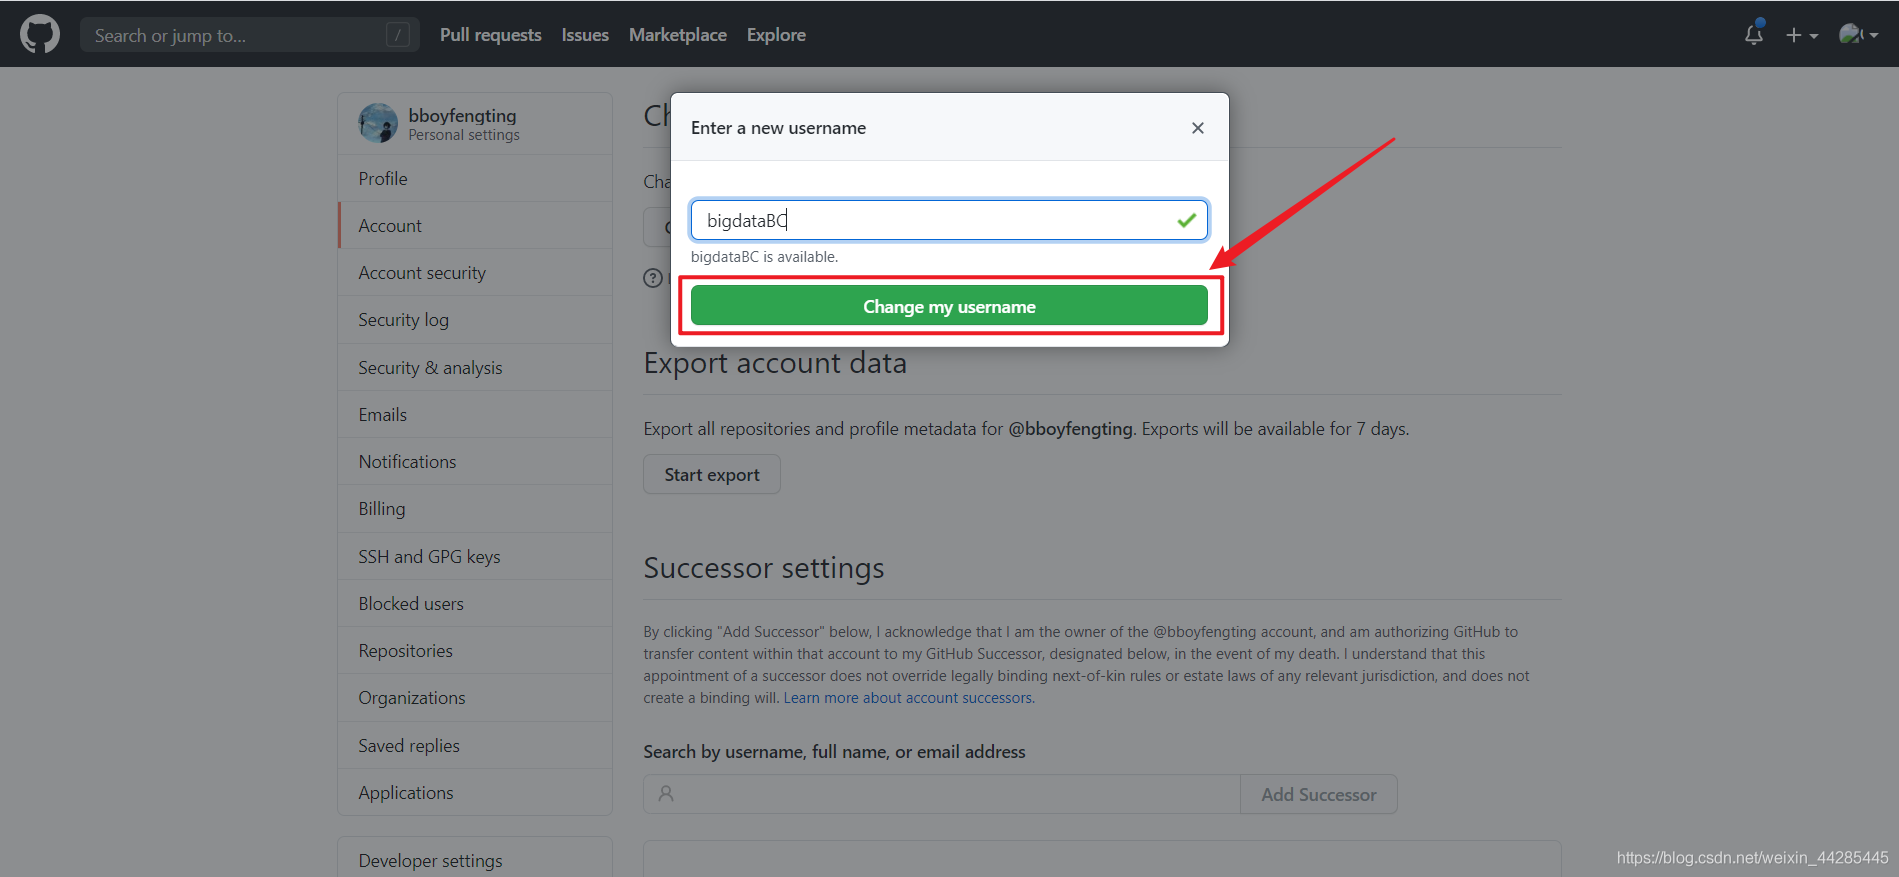 Search or jump to...
/
Pull requests
Issues
Marketplace
Explore
bboyfengting
Personal settings
Profile
Account
Account security
Security log
Security & analysis
Emails
Notifications
Billing
SSH and GPG keys
Blocked users
Repositories
Organizations
Saved replies
Applications
Developer settings
Ch
Cha
Enter a new username
bigdataBC
bigdataBC is available.
Change my username
Export account data
Export all repositories and profile metadata for @bboyfengting. Exports will be available for 7 days.
Start export
Successor settings
By clicking "Add Successor" below, I acknowledge that I am the owner of the @bboyfengting account, and am authorizing GitHub to
transfer content within that account to my GitHub Successor, designated below, in the event of my death. I understand that this
appointment of a successor does not override legally binding next-of-kin rules or estate laws of any relevant jurisdiction, and does not
create a binding will. Learn more about account successors.
Search by username, full name, or email address
Add Successor
https://blog.csdn.net/weixin_44285445